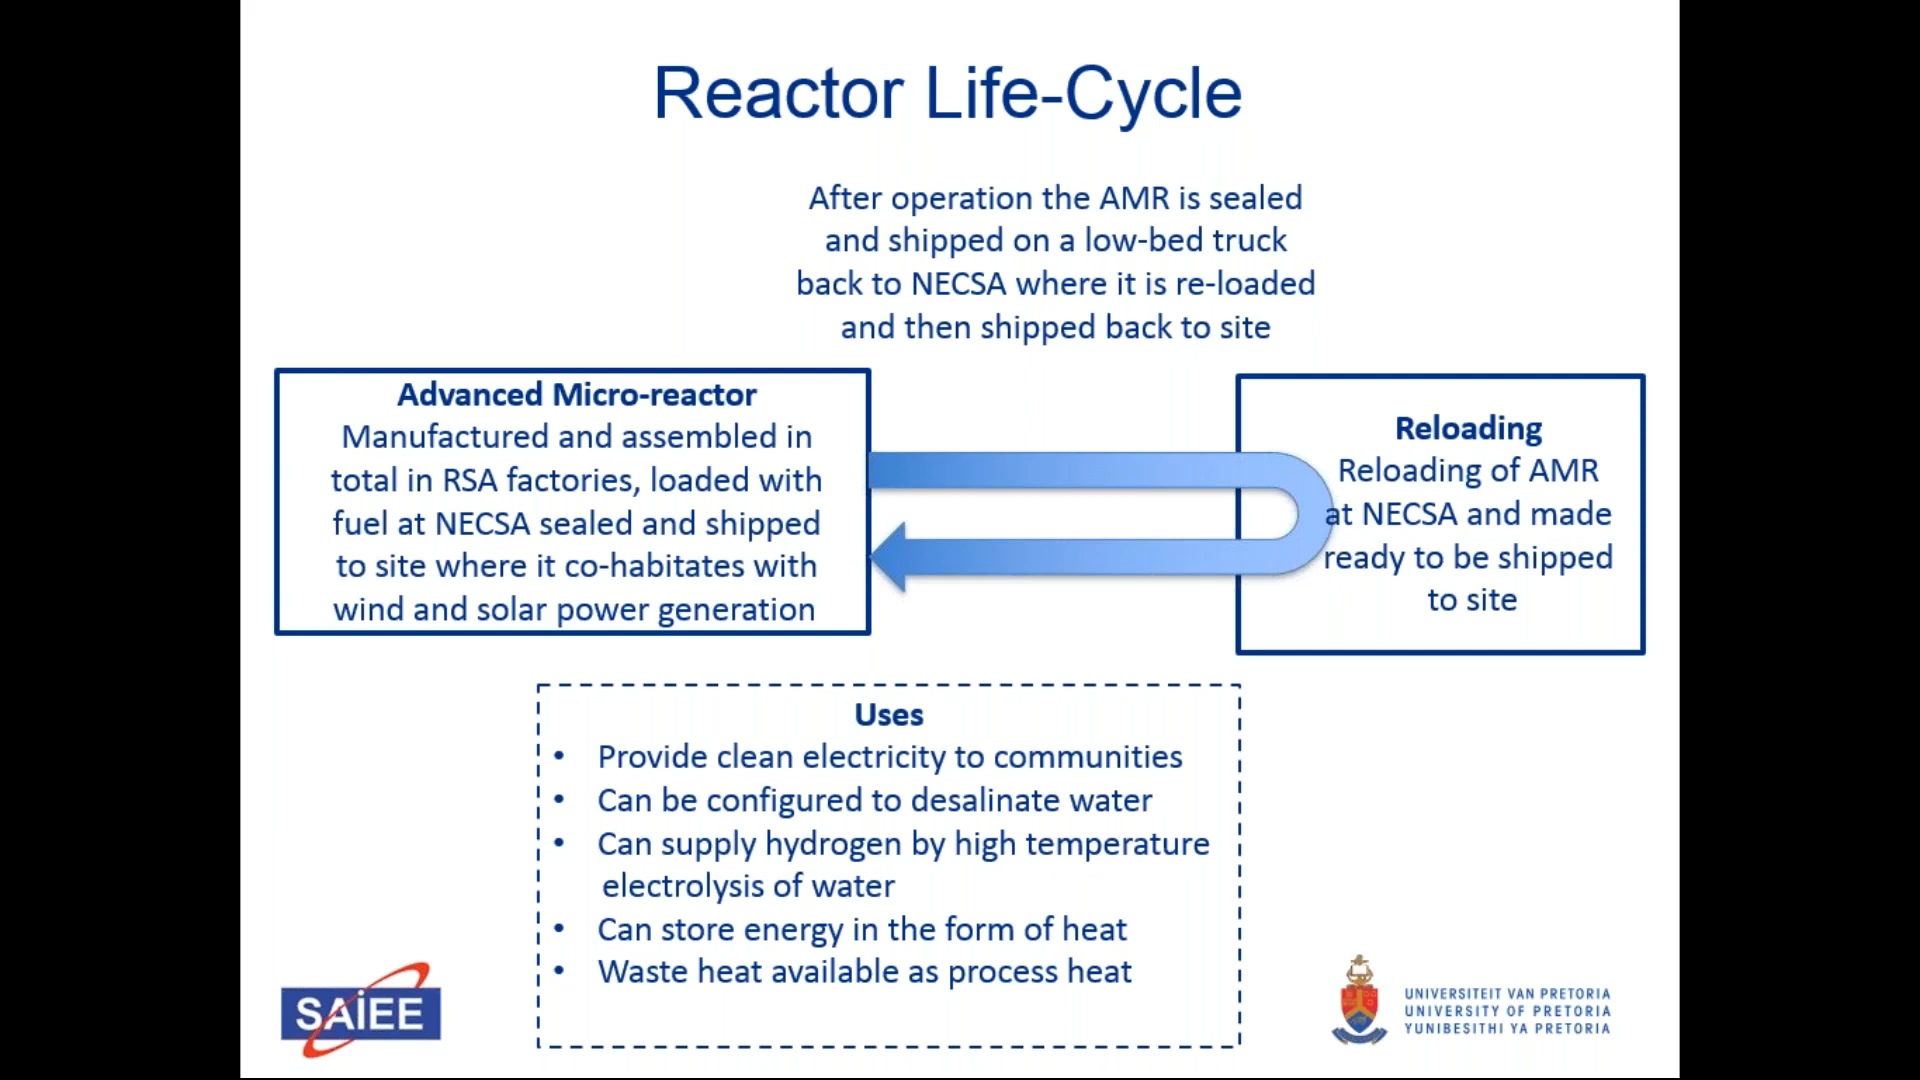 Reactor Life-Cycle
After operation the AMR is sealed
and shipped on a low-bed truck
back to NECSA where it is re-loaded
and then shipped back to site
Advanced Micro-reactor
Manufactured and assembled in
total in RSA factories, loaded with
fuel at NECSA sealed and shipped
to site where it co-habitates with
wind and solar power generation
Reloading
Reloading of AMR
at NECSA and made
ready to be shipped
to site
Uses
• Provide clean electricity to communities
• Can be configured to desalinate water
• Can supply hydrogen by high temperature
electrolysis of water
• Can store energy in the form of heat
• Waste heat available as process heat
SAiEE
UNIVERSITEIT VAN PRETORIA
UNIVERSITY OF PRETORIA
YUNIBESITHI YA PRETORIA